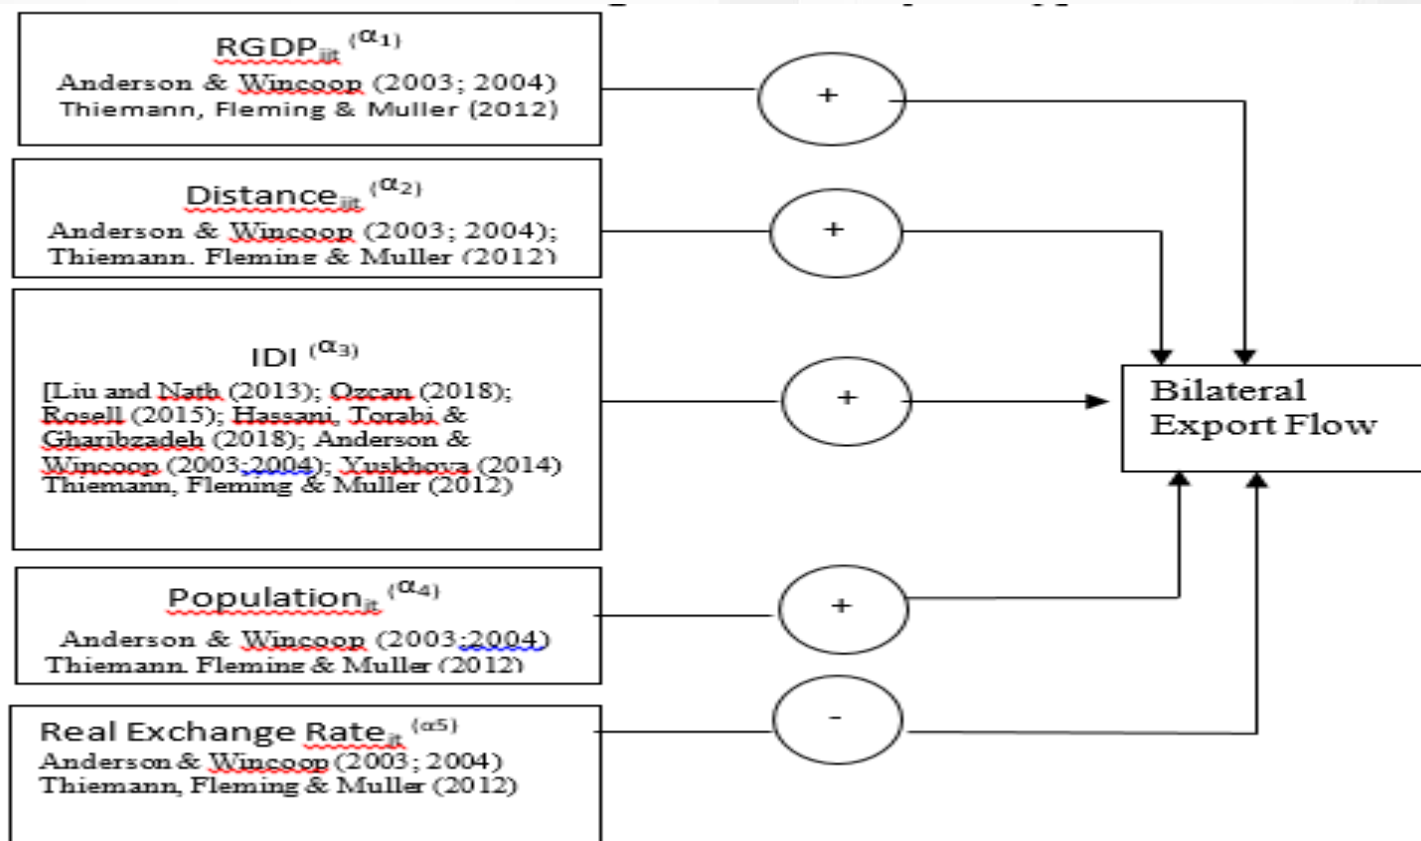 RGDPijt (α1)
Anderson & Wincoop (2003; 2004)
Thiemann, Fleming & Muller (2012)
+
Distanceijt (α2)
Anderson & Wincoop (2003; 2004);
Thiemann. Fleming & Muller (2012)
+
IDI (α3)
[Liu and Nath (2013); Ozcan (2018);
Rosell (2015); Hassani, Torabi &
Gharibzadeh (2018); Anderson &
Wincoop (2003;2004); Yuskhova (2014)
Thiemann, Fleming & Muller (2012)
+
Bilateral
Export Flow
Populationjt (α4)
Anderson & Wincoop (2003;2004)
Thiemann. Fleming & Muller (2012)
+
Real Exchange Ratejt (α5)
Anderson & Wincoop (2003; 2004)
Thiemann, Fleming & Muller (2012)
-